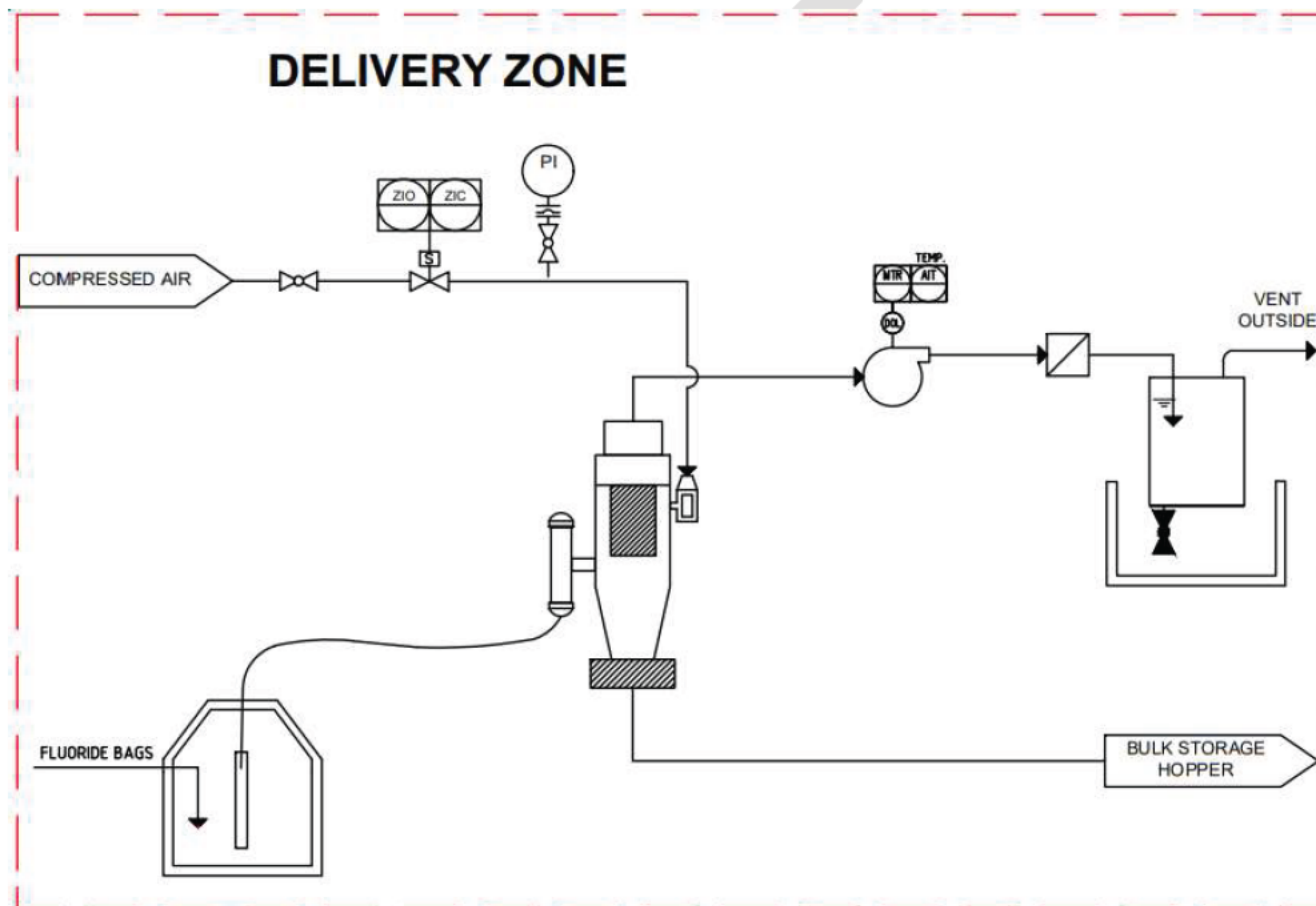 DELIVERY ZONE
PI
ZIO
ZIC
S
COMPRESSED AIR
TEMP.
MTR
AIT
DOL
VENT
OUTSIDE
FLUORIDE BAGS
BULK STORAGE
HOPPER